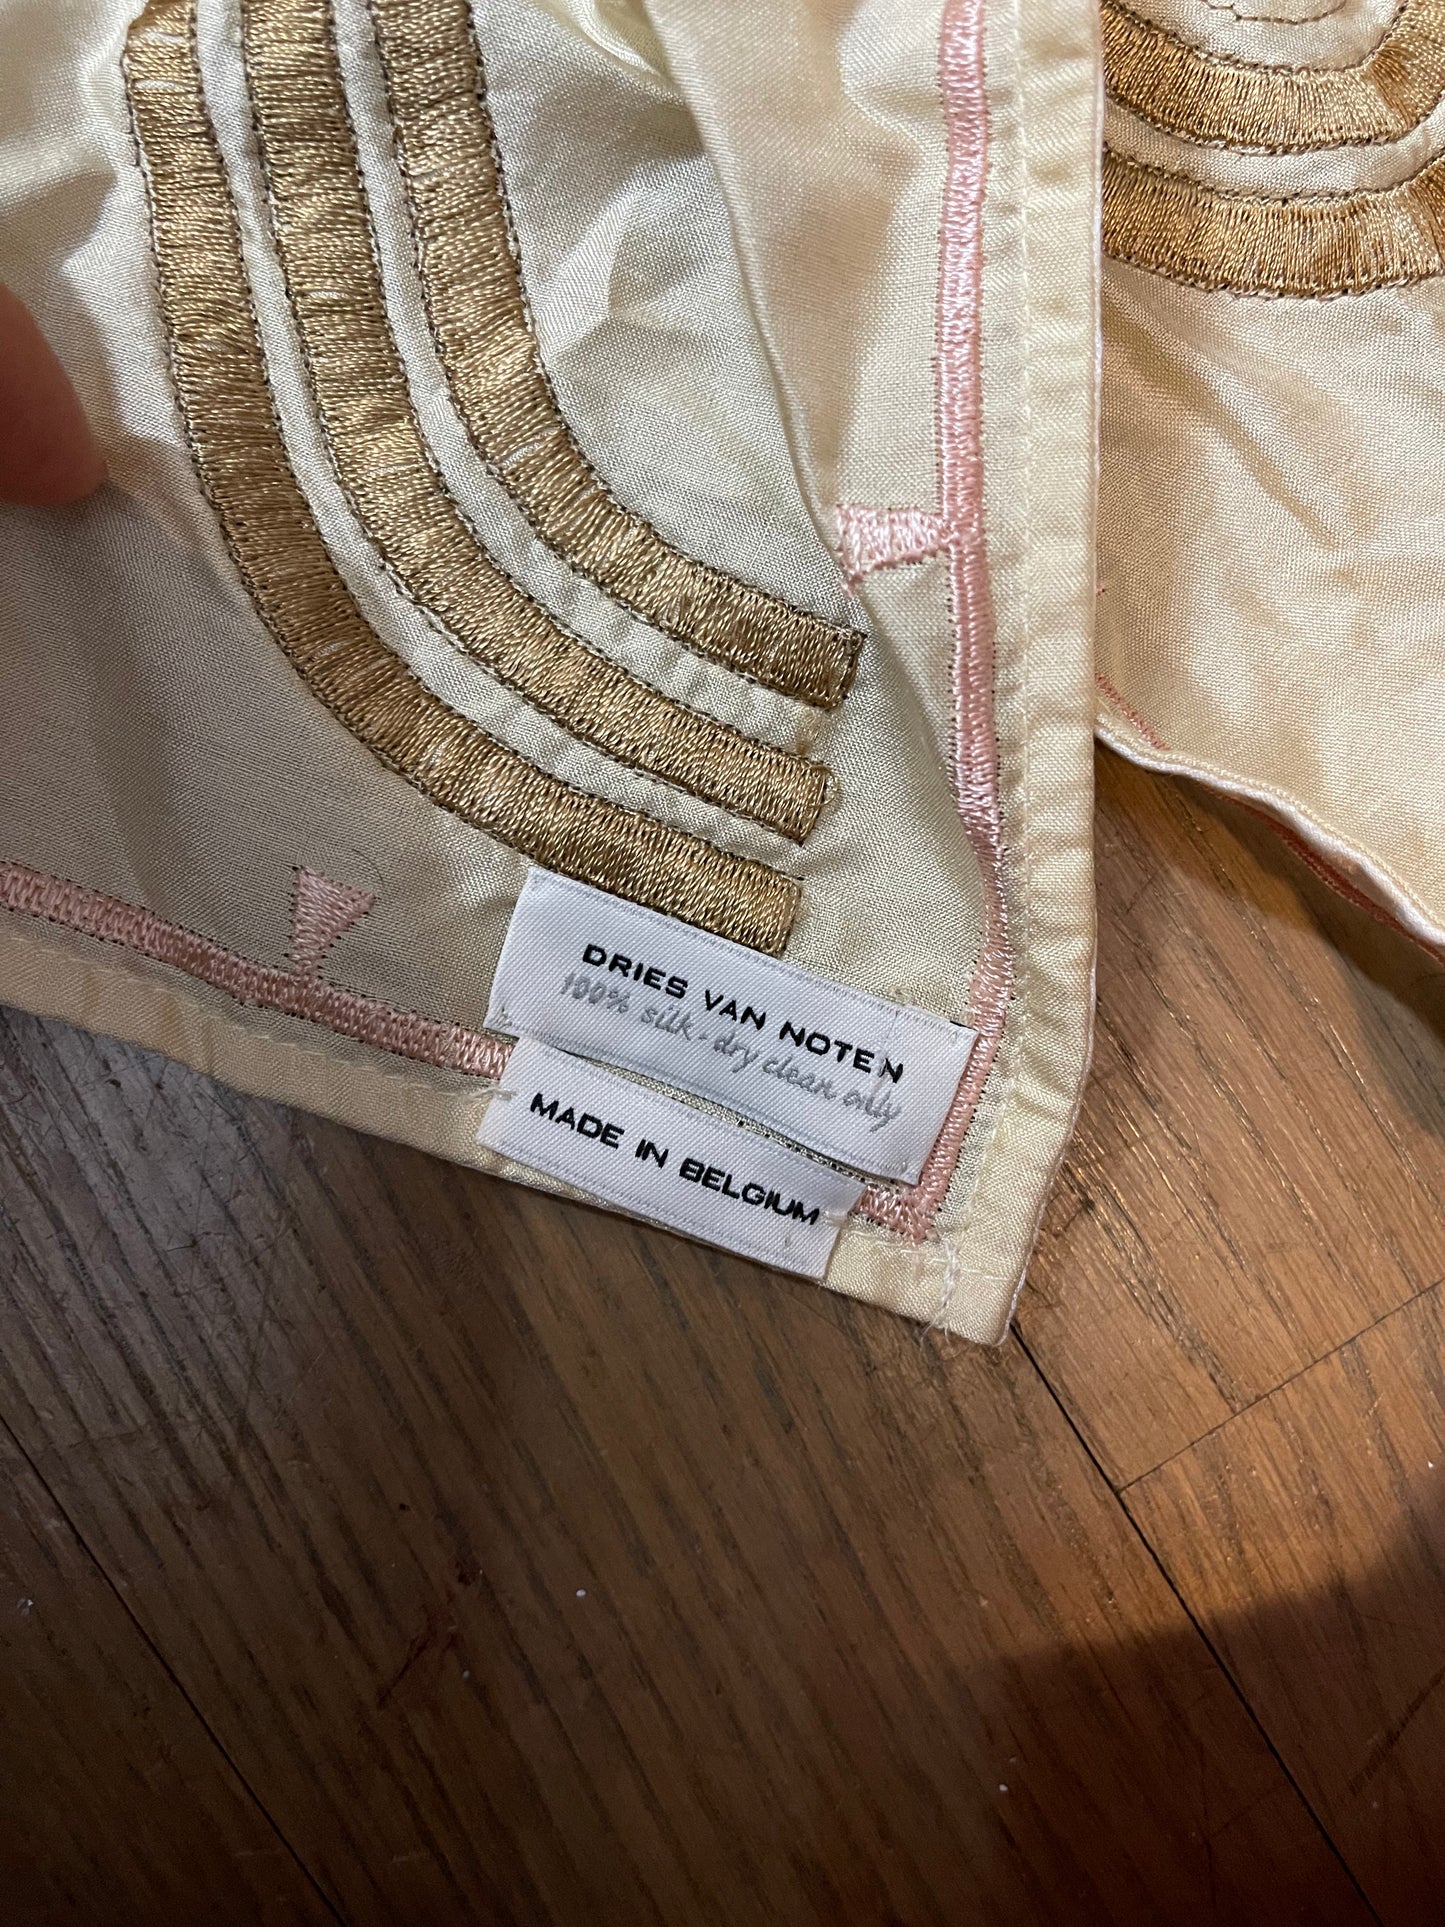 DRIES VAN NOTEN
100% silk - dry clean only
MADE IN BELGIUM